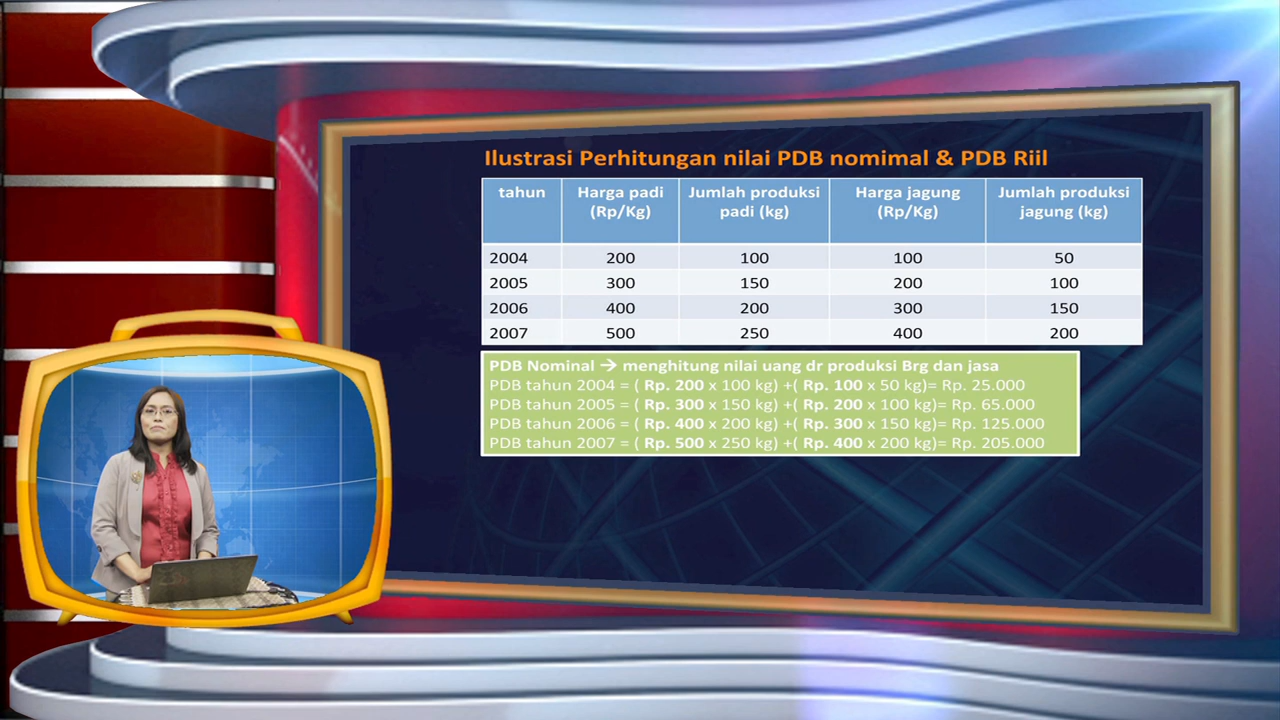 Ilustrasi Perhitungan nilai PDB nomimal & PDB Riil
tahun Harga padi (Rp/Kg) Jumlah produksi padi (kg) Harga jagung (Rp/Kg) Jumlah produksi jagung (kg)
2004 200 100 100 50
2005 300 150 200 100
2006 400 200 300 150
2007 500 250 400 200
PDB Nominal → menghitung nilai uang dr produksi Brg dan jasa
PDB tahun 2004 = ( Rp. 200 x 100 kg) +( Rp. 100 x 50 kg)= Rp. 25.000
PDB tahun 2005 = ( Rp. 300 x 150 kg) +( Rp. 200 x 100 kg)= Rp. 65.000
PDB tahun 2006 = ( Rp. 400 x 200 kg) +( Rp. 300 x 150 kg)= Rp. 125.000
PDB tahun 2007 = ( Rp. 500 x 250 kg) +( Rp. 400 x 200 kg)= Rp. 205.000